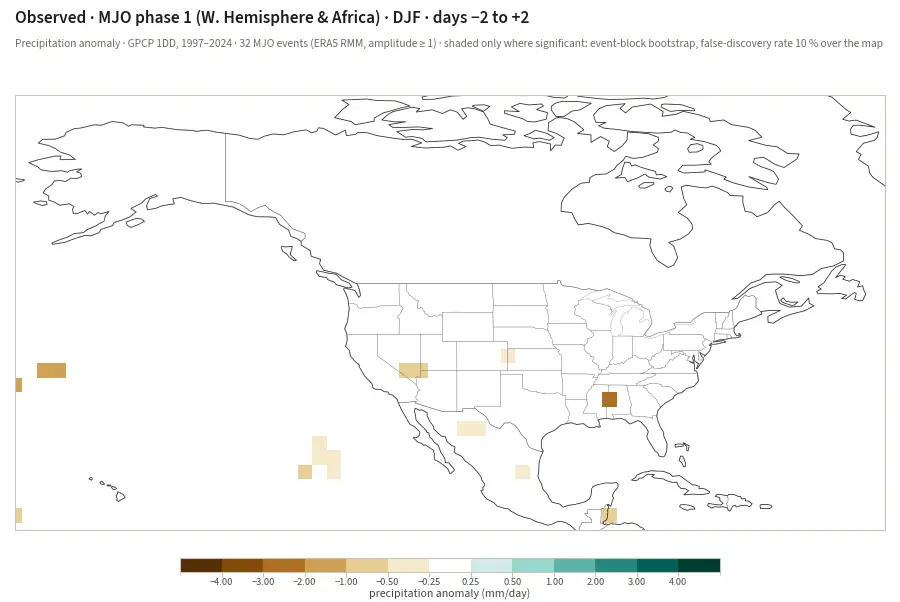 Observed · MJO phase 1 (W. Hemisphere & Africa) · DJF · days −2 to +2
Precipitation anomaly · GPCP 1DD, 1997–2024 · 32 MJO events (ERA5 RMM, amplitude ≥ 1) · shaded only where significant: event-block bootstrap, false-discovery rate 10 % over the map
−4.00 −3.00 −2.00 −1.00 −0.50 −0.25 0.25 0.50 1.00 2.00 3.00 4.00
precipitation anomaly (mm/day)